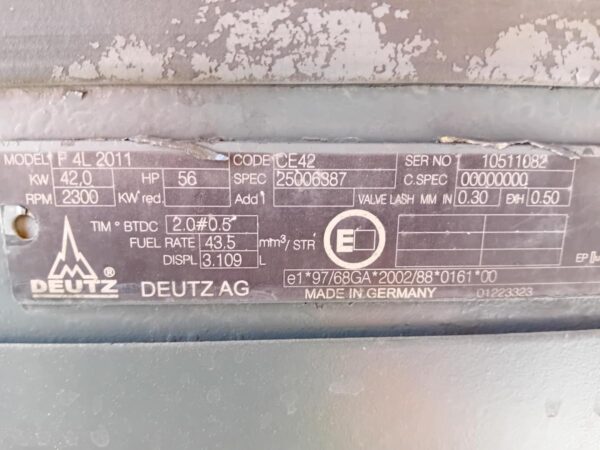 MODEL F 4L 2011 CODE CE42 SER NO 10511082
KW 42,0 HP 56 SPEC 25006387 C.SPEC 00000000
RPM 2300 KW red. Add VALVE LASH MM IN 0.30 EXH 0.50
TIM ° BTDC 2.0#0.5°
FUEL RATE 43.5 mm³/STR E
DISPL 3.109 L EP
DEUTZ ® DEUTZ AG e1*97/68GA*2002/88*0161*00
MADE IN GERMANY 01223323